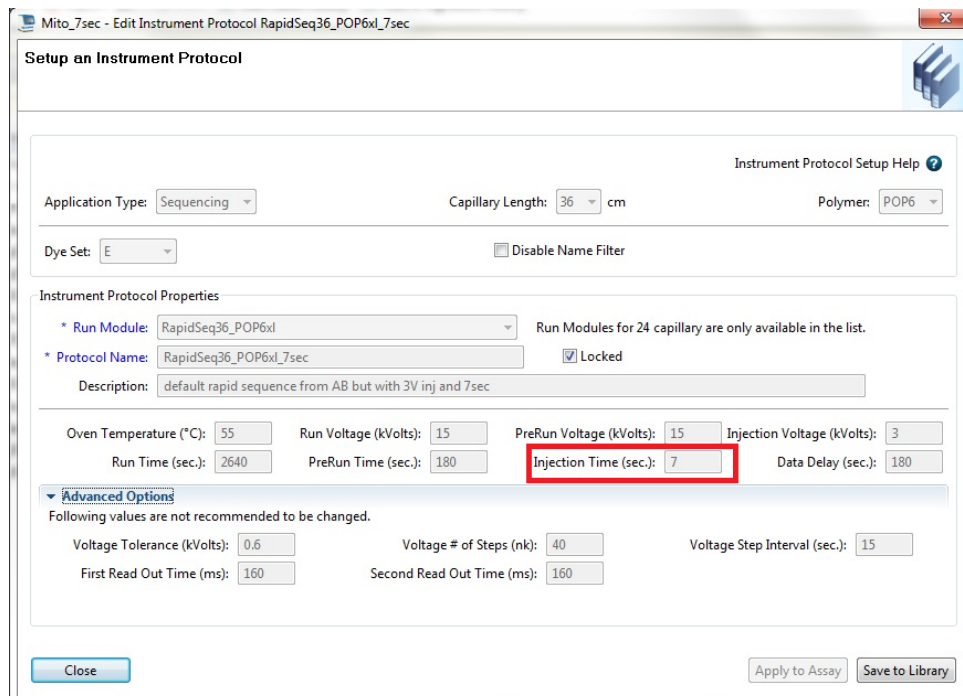 Mito_7sec - Edit Instrument Protocol RapidSeq36_POP6xl_7sec
Setup an Instrument Protocol
Instrument Protocol Setup Help ?
Application Type: Sequencing Capillary Length: 36 cm Polymer: POP6
Dye Set: E Disable Name Filter
Instrument Protocol Properties
* Run Module: RapidSeq36_POP6xl Run Modules for 24 capillary are only available in the list.
* Protocol Name: RapidSeq36_POP6xl_7sec Locked
Description: default rapid sequence from AB but with 3V inj and 7sec
Oven Temperature (°C): 55 Run Voltage (kVolts): 15 PreRun Voltage (kVolts): 15 Injection Voltage (kVolts): 3
Run Time (sec.): 2640 PreRun Time (sec.): 180 Injection Time (sec.): 7 Data Delay (sec.): 180
Advanced Options
Following values are not recommended to be changed.
Voltage Tolerance (kVolts): 0.6 Voltage # of Steps (nk): 40 Voltage Step Interval (sec.): 15
First Read Out Time (ms): 160 Second Read Out Time (ms): 160
Close Apply to Assay Save to Library